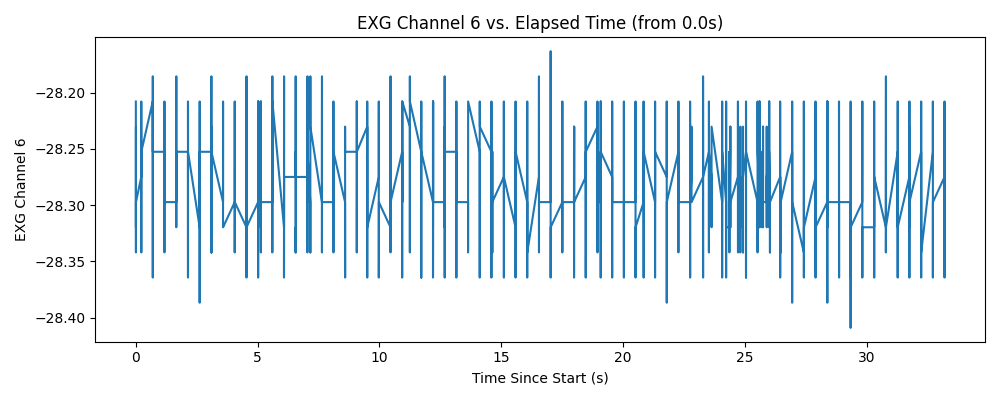 EXG Channel 6 vs. Elapsed Time (from 0.0s)
EXG Channel 6
−28.20
−28.25
−28.30
−28.35
−28.40
0 5 10 15 20 25 30
Time Since Start (s)